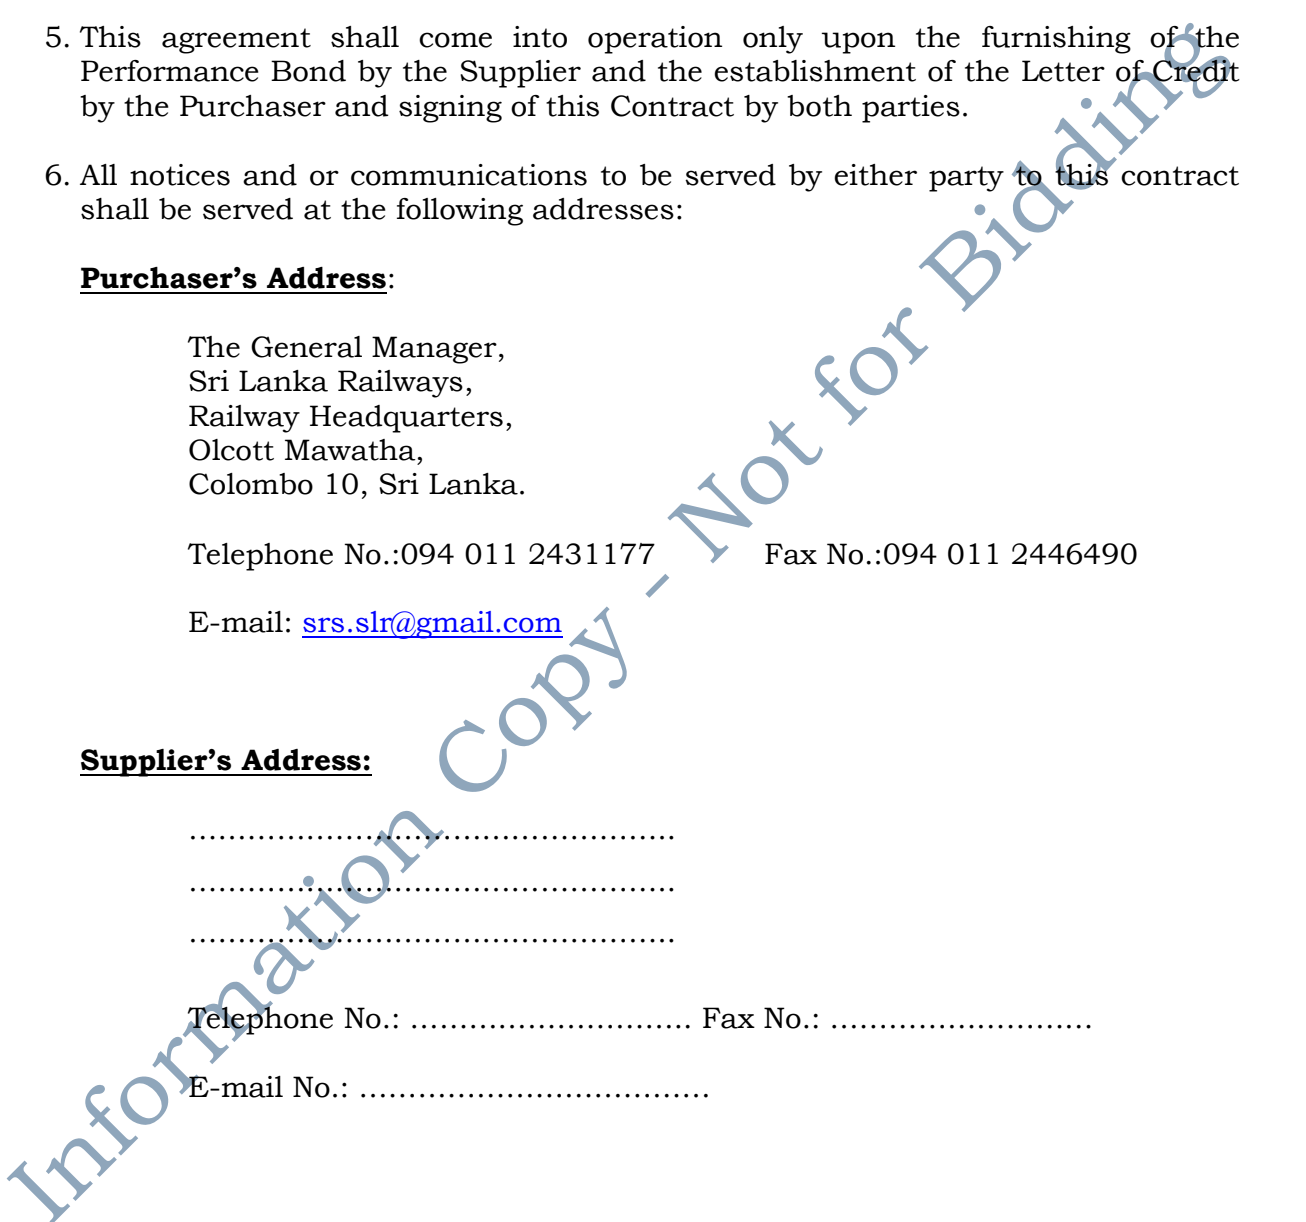 5. This agreement shall come into operation only upon the furnishing of the
Performance Bond by the Supplier and the establishment of the Letter of Credit
by the Purchaser and signing of this Contract by both parties.
6. All notices and or communications to be served by either party to this contract
shall be served at the following addresses:
Purchaser’s Address:
The General Manager,
Sri Lanka Railways,
Railway Headquarters,
Olcott Mawatha,
Colombo 10, Sri Lanka.
Telephone No.:094 011 2431177 Fax No.:094 011 2446490
E-mail: srs.slr@gmail.com
Supplier’s Address:
…………………………………………..
…………………………………………..
…………………………………………..
Telephone No.: ……………………….. Fax No.: ………………………
E-mail No.: ………………………………
Information Copy - Not for Bidding